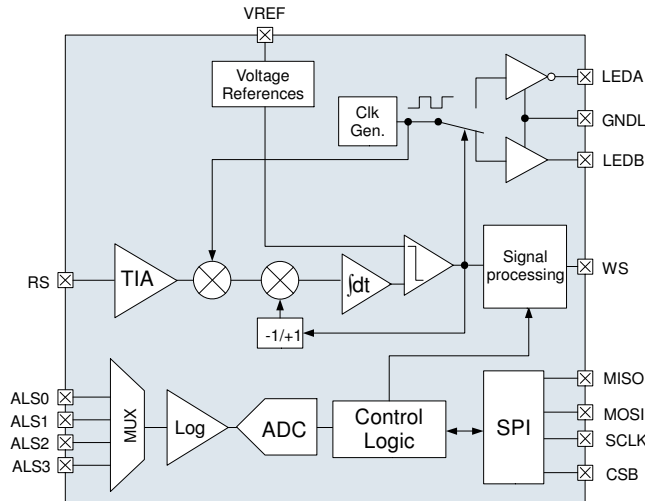 VREF
Voltage
References
Clk
Gen.
LEDA
GNDL
LEDB
RS
TIA
∫dt
Signal
processing
WS
-1/+1
ALS0
ALS1
ALS2
ALS3
MUX
Log
ADC
Control
Logic
SPI
MISO
MOSI
SCLK
CSB